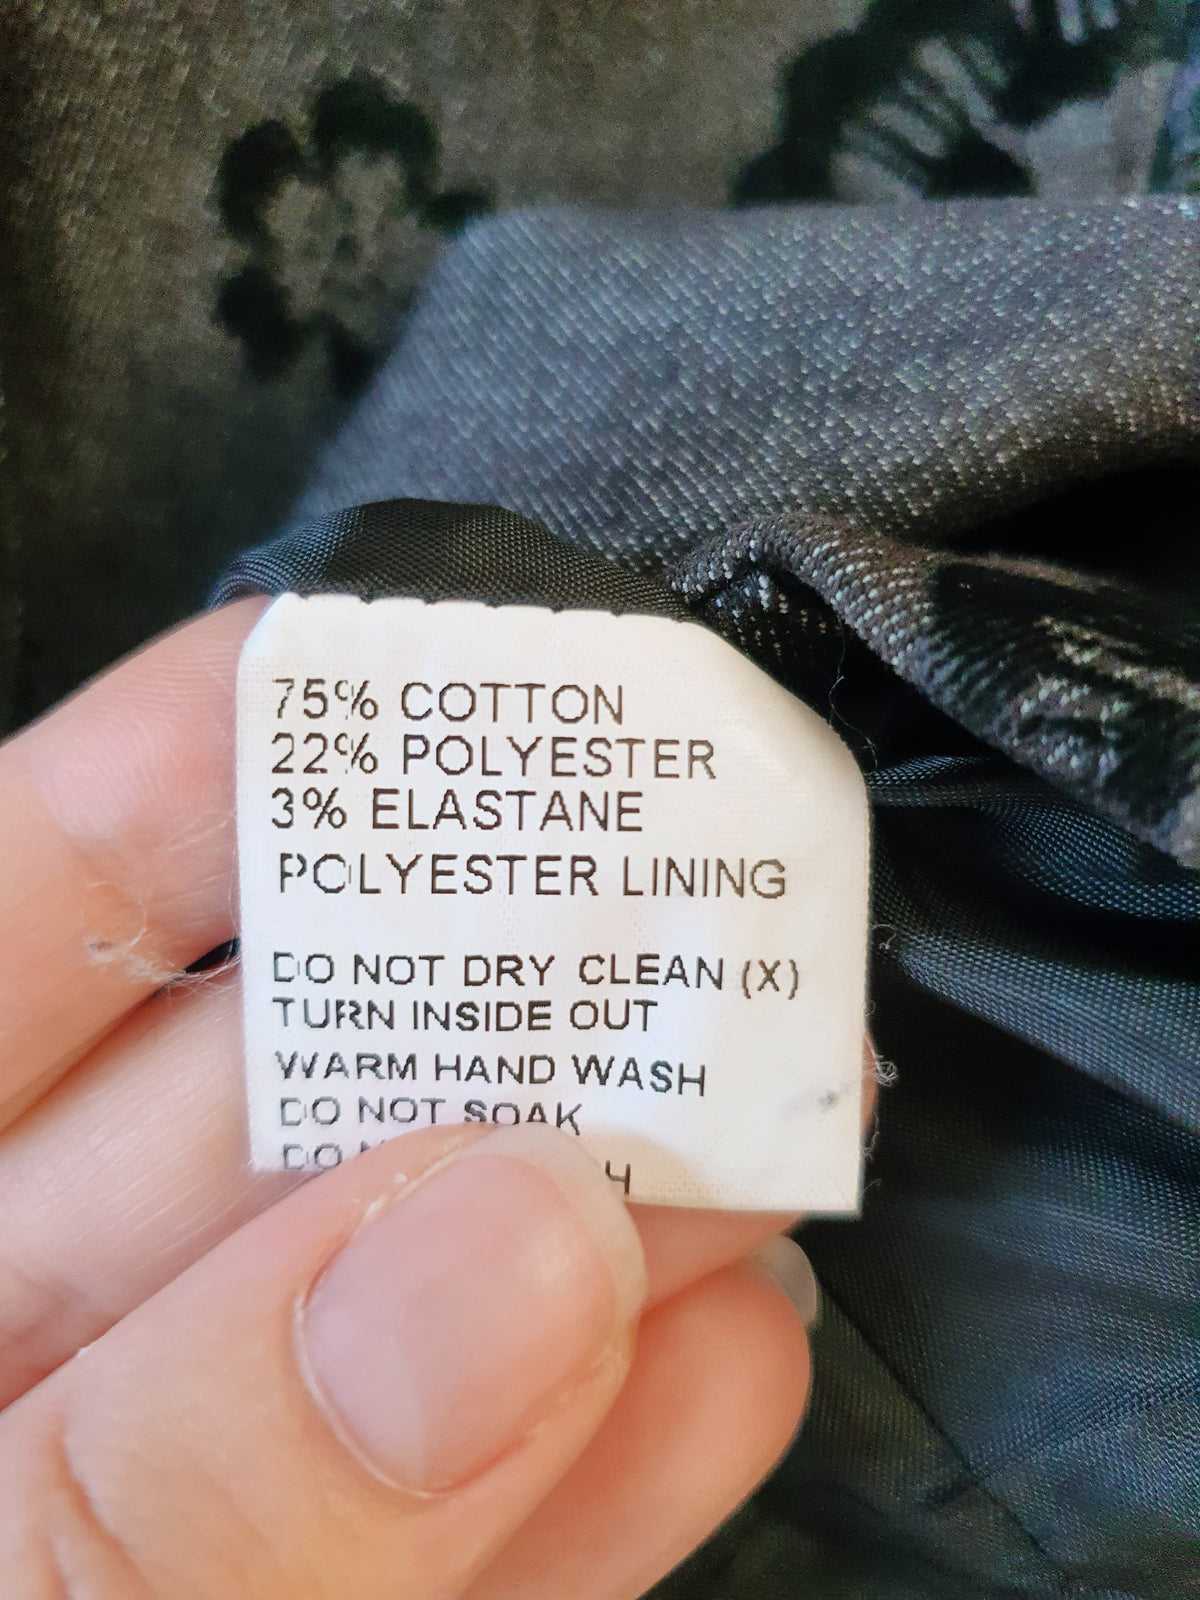 75% COTTON
22% POLYESTER
3% ELASTANE
POLYESTER LINING
DO NOT DRY CLEAN (X)
TURN INSIDE OUT
WARM HAND WASH
DO NOT SOAK
DO